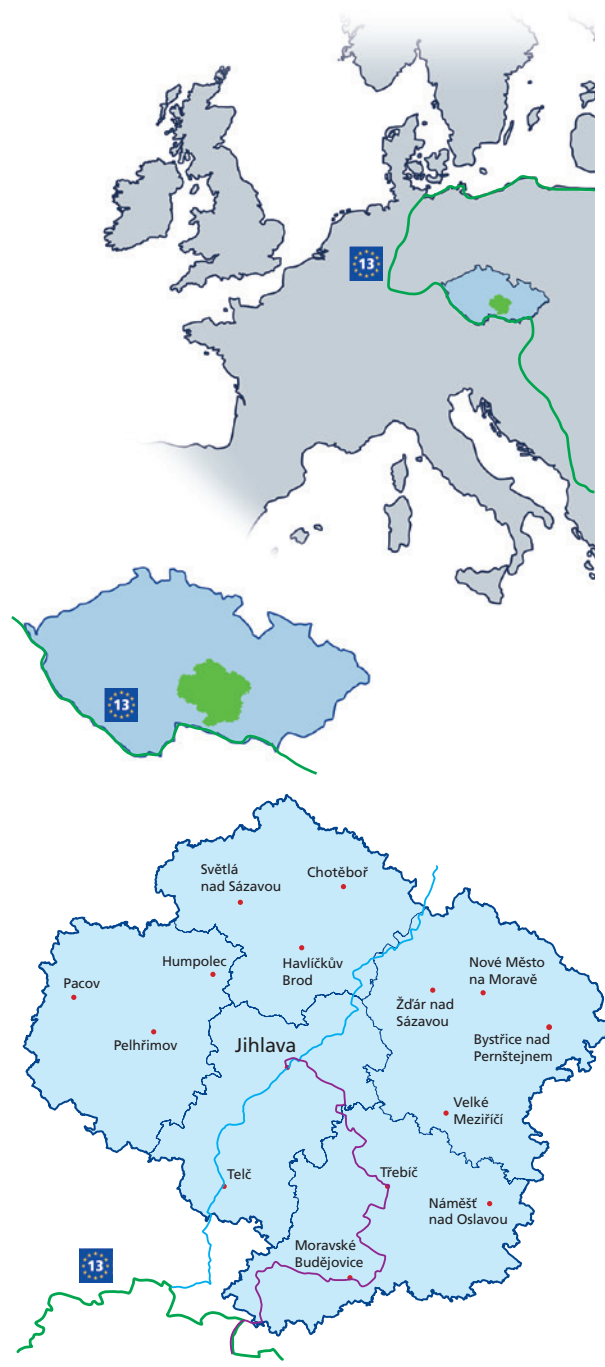 13
13
Světlá
nad Sázavou
Chotěboř
Humpolec
Havlíčkův
Brod
Nové Město
na Moravě
Pacov
Žďár nad
Sázavou
Pelhřimov
Bystřice nad
Pernštejnem
Jihlava
Velké
Meziříčí
Telč
Třebíč
Náměšť
nad Oslavou
Moravské
Budějovice
13